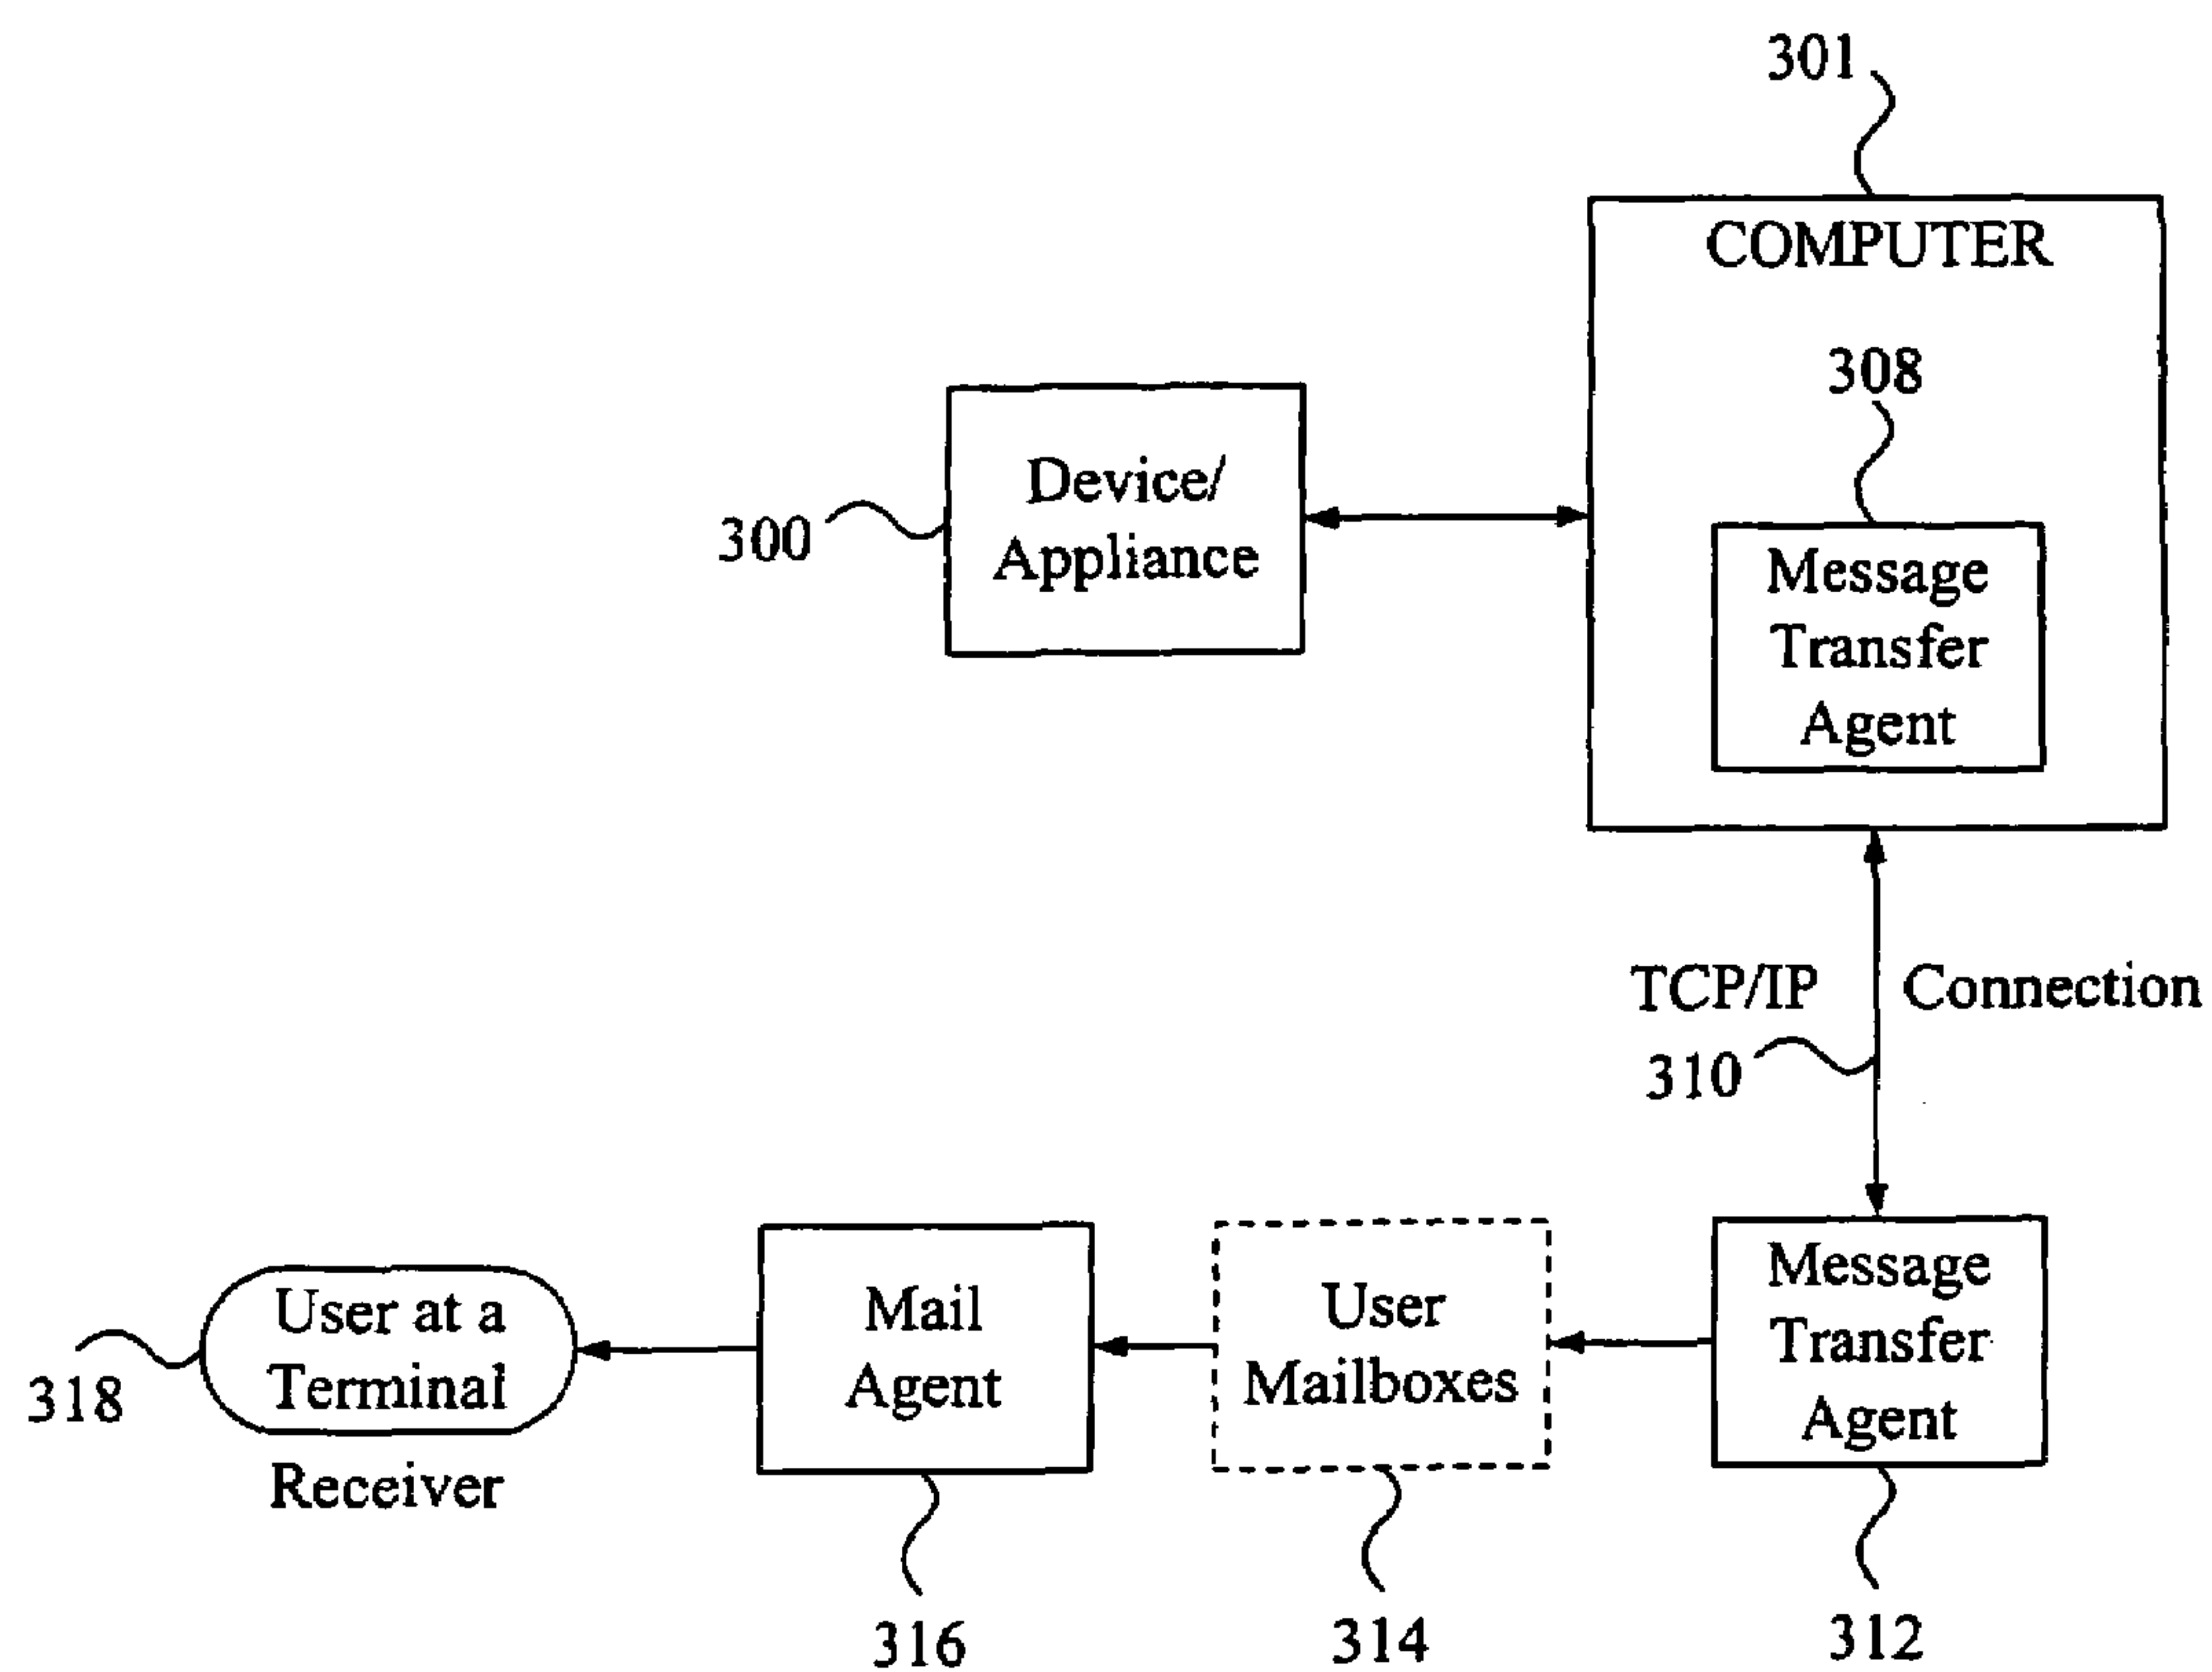 301
COMPUTER
308
Message
Transfer
Agent
Device/
Appliance
300
TCP/IP Connection
310
Message
Transfer
Agent
312
User
Mailboxes
314
Mail
Agent
316
User at a
Terminal
318
Receiver